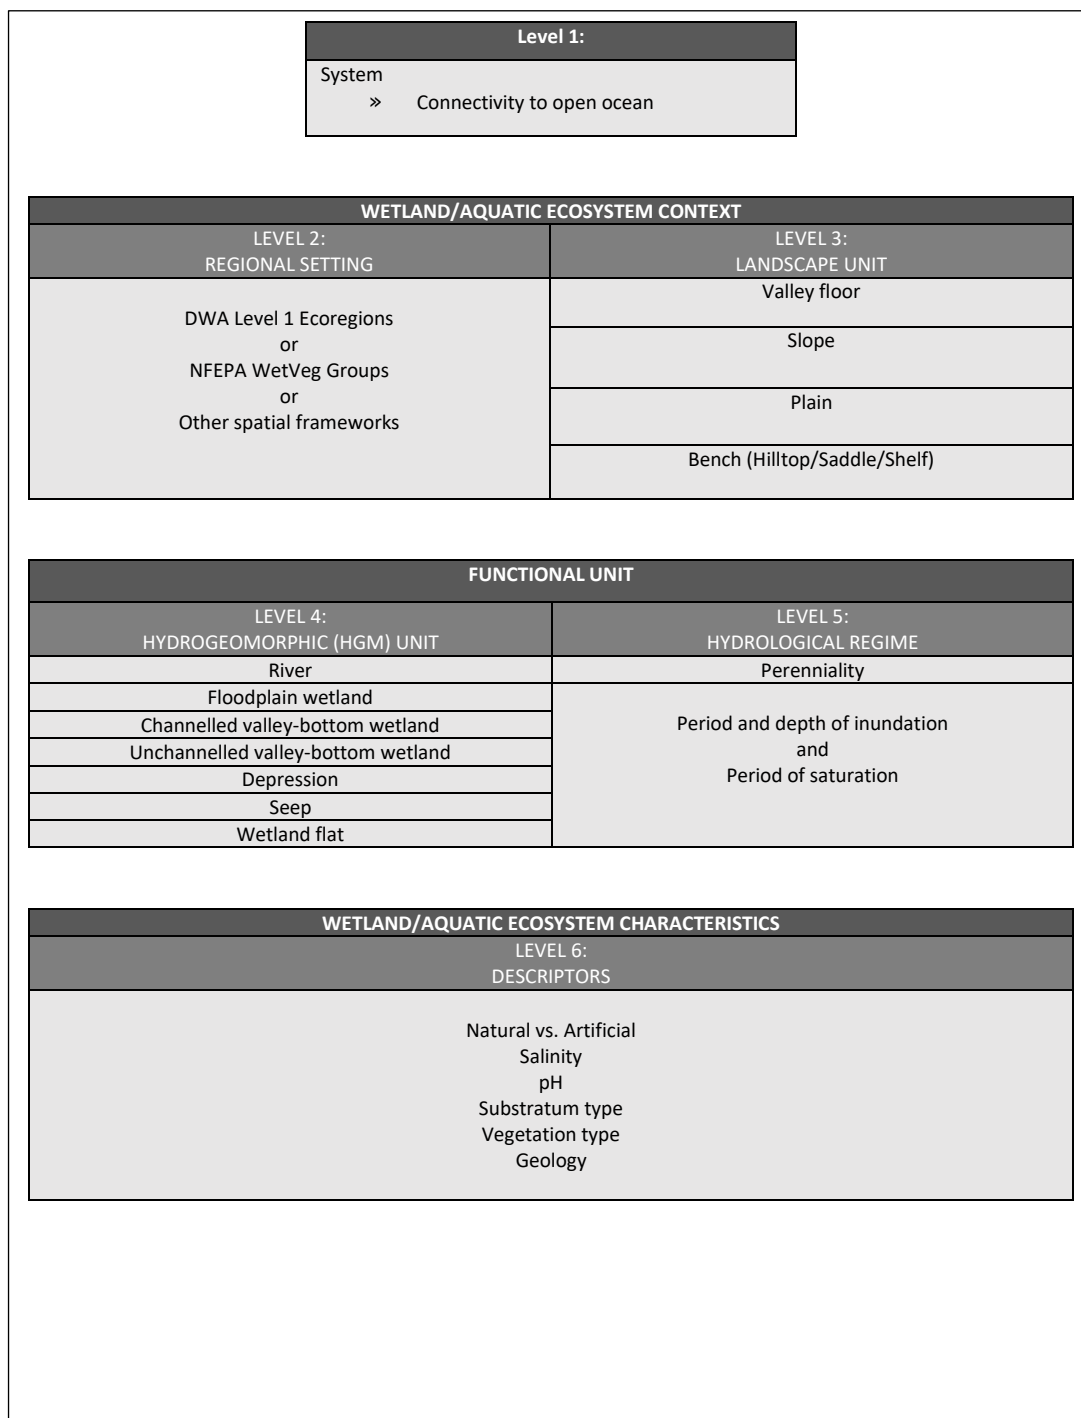 Level 1:
System
» Connectivity to open ocean
WETLAND/AQUATIC ECOSYSTEM CONTEXT
LEVEL 2:
REGIONAL SETTING
LEVEL 3:
LANDSCAPE UNIT
DWA Level 1 Ecoregions
or
NFEPA WetVeg Groups
or
Other spatial frameworks
Valley floor
Slope
Plain
Bench (Hilltop/Saddle/Shelf)
FUNCTIONAL UNIT
LEVEL 4:
HYDROGEOMORPHIC (HGM) UNIT
LEVEL 5:
HYDROLOGICAL REGIME
River
Perenniality
Floodplain wetland
Channelled valley-bottom wetland
Unchannelled valley-bottom wetland
Depression
Seep
Wetland flat
Period and depth of inundation
and
Period of saturation
WETLAND/AQUATIC ECOSYSTEM CHARACTERISTICS
LEVEL 6:
DESCRIPTORS
Natural vs. Artificial
Salinity
pH
Substratum type
Vegetation type
Geology